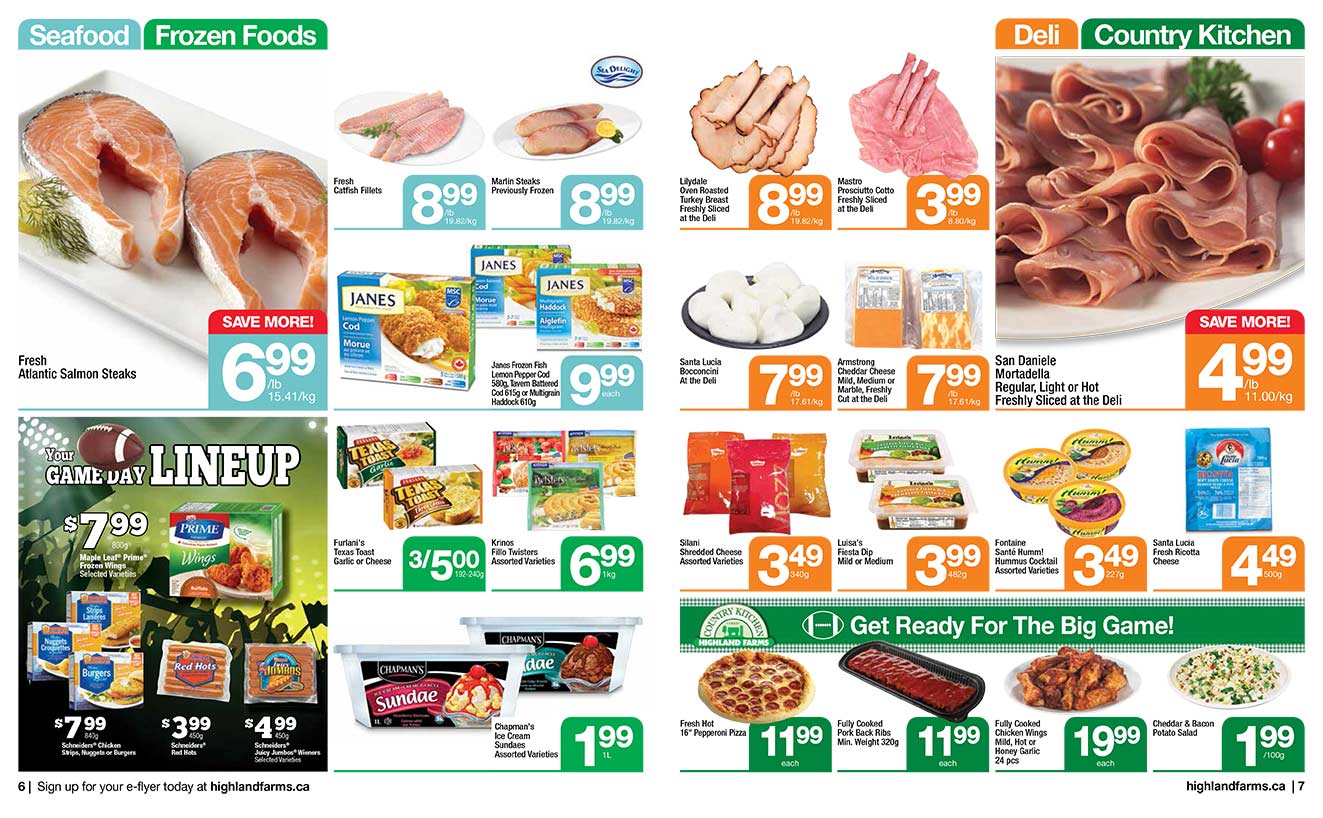 Seafood
Frozen Foods
SEA DELIGHT
Fresh
Atlantic Salmon Steaks
SAVE MORE!
6.99
/lb
15.41/kg
Fresh
Catfish Fillets
8.99
/lb
19.82/kg
Marlin Steaks
Previously Frozen
8.99
/lb
19.82/kg
JANES
Lemon Pepper
Cod
Morue
MSC
JANES
Cod
Morue
MSC
JANES
Multigrain
Haddock
Aiglefin
multigrain
Janes Frozen Fish
Lemon Pepper Cod
580g, Tavern Battered
Cod 615g or Multigrain
Haddock 610g
9.99
each
Your
GAME DAY LINEUP
$7.99
800g
Maple Leaf® Prime®
Frozen Wings
Selected Varieties
PRIME
Wings
Buffalo
Strips
Lanières
Nuggets
Croquettes
Burgers
Red Hots
JUMBOS
$7.99
840g
Schneiders® Chicken
Strips, Nuggets or Burgers
$3.99
450g
Schneiders®
Red Hots
$4.99
450g
Schneiders®
Juicy Jumbos® Wieners
Selected Varieties
FURLANI'S
TEXAS TOAST
Garlic
FURLANI'S
TEXAS TOAST
Three Cheese
Furlani's
Texas Toast
Garlic or Cheese
3/5.00
192-240g
KRINOS
Twisters
Krinos
Fillo Twisters
Assorted Varieties
6.99
1kg
CHAPMAN'S
CHAPMAN'S
Sundae
1L
Chapman's
Ice Cream
Sundaes
Assorted Varieties
1.99
1L
6 | Sign up for your e-flyer today at highlandfarms.ca
Deli
Country Kitchen
Lilydale
Oven Roasted
Turkey Breast
Freshly Sliced
at the Deli
8.99
/lb
19.82/kg
Mastro
Prosciutto Cotto
Freshly Sliced
at the Deli
3.99
/lb
8.80/kg
SAVE MORE!
4.99
/lb
11.00/kg
San Daniele
Mortadella
Regular, Light or Hot
Freshly Sliced at the Deli
Santa Lucia
Bocconcini
At the Deli
7.99
/lb
17.61/kg
Armstrong
Cheddar Cheese
Mild, Medium or
Marble, Freshly
Cut at the Deli
7.99
/lb
17.61/kg
Silani
Shredded Cheese
Assorted Varieties
3.49
340g
Luisa's
Fiesta Dip
Mild or Medium
3.99
482g
Humm!
Humm!
Humm!
Fontaine
Santé Humm!
Hummus Cocktail
Assorted Varieties
3.49
227g
Santa Lucia
Fresh Ricotta
Cheese
4.49
500g
COUNTRY KITCHEN
HIGHLAND FARMS
Get Ready For The Big Game!
Fresh Hot
16" Pepperoni Pizza
11.99
each
Fully Cooked
Pork Back Ribs
Min. Weight 320g
11.99
each
Fully Cooked
Chicken Wings
Mild, Hot or
Honey Garlic
24 pcs
19.99
each
Cheddar & Bacon
Potato Salad
1.99
/100g
highlandfarms.ca | 7